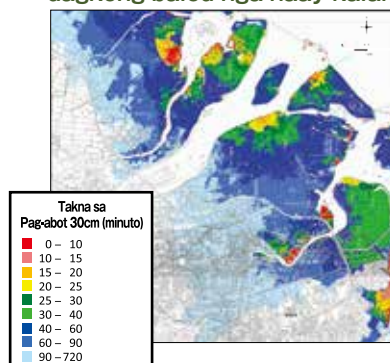 Takna sa
Pag-abot 30cm (minuto)
0 – 10
10 – 15
15 – 20
20 – 25
25 – 30
30 – 40
40 – 60
60 – 90
90 –720